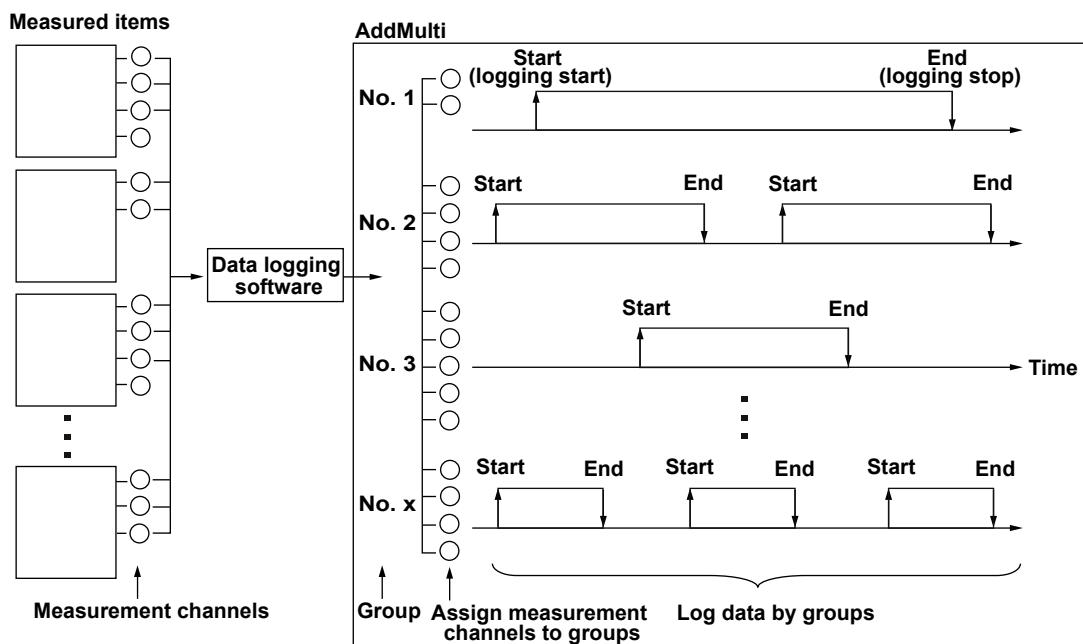 Measured items
AddMulti
Start
(logging start)
End
(logging stop)
No. 1
Start
End
Start
End
No. 2
Data logging
software
Start
End
No. 3
Time
Start
End
Start
End
Start
End
No. x
Measurement channels
Group
Assign measurement
channels to groups
Log data by groups